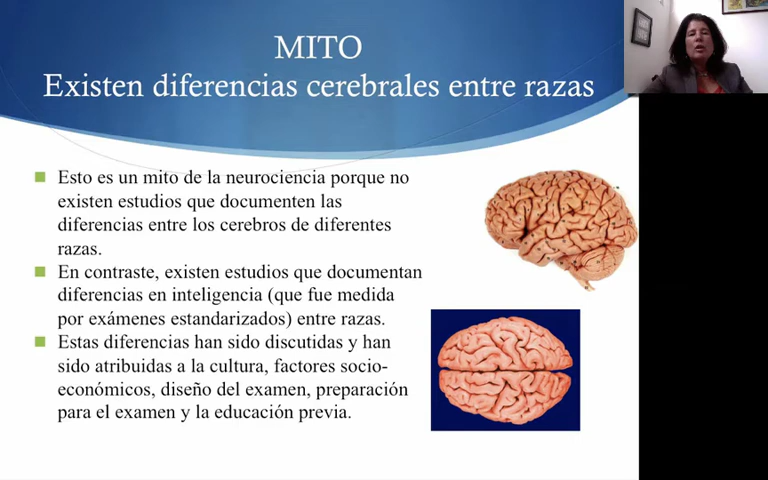 MITO
Existen diferencias cerebrales entre razas
Esto es un mito de la neurociencia porque no
existen estudios que documenten las
diferencias entre los cerebros de diferentes
razas.
En contraste, existen estudios que documentan
diferencias en inteligencia (que fue medida
por exámenes estandarizados) entre razas.
Estas diferencias han sido discutidas y han
sido atribuidas a la cultura, factores socio-
económicos, diseño del examen, preparación
para el examen y la educación previa.